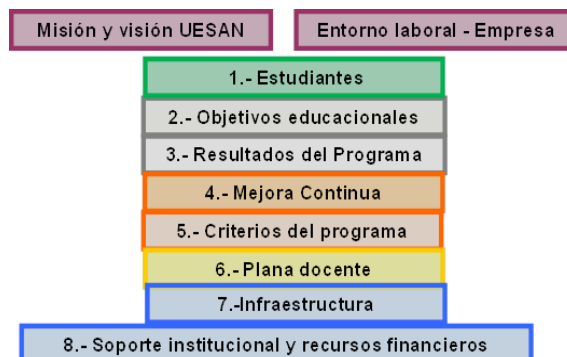 Misión y visión UESAN
Entorno laboral - Empresa
1.- Estudiantes
2.- Objetivos educacionales
3.- Resultados del Programa
4.- Mejora Continua
5.- Criterios del programa
6.- Plana docente
7.-Infraestructura
8.- Soporte institucional y recursos financieros